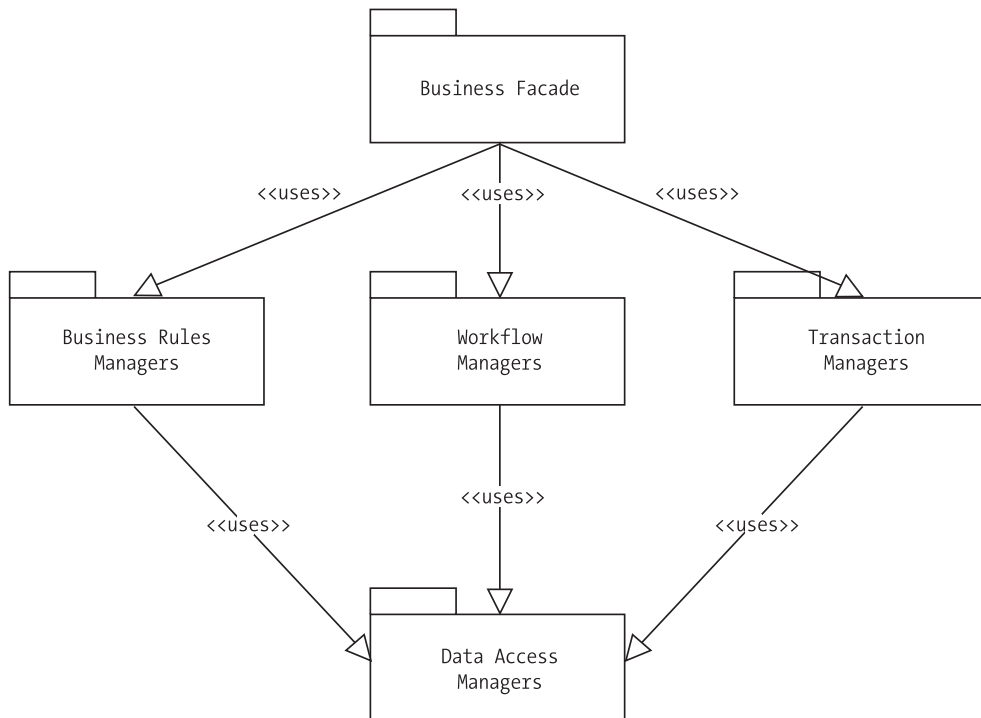 Business Facade
<<uses>>
<<uses>>
<<uses>>
Business Rules
Managers
Workflow
Managers
Transaction
Managers
<<uses>>
<<uses>>
<<uses>>
Data Access
Managers